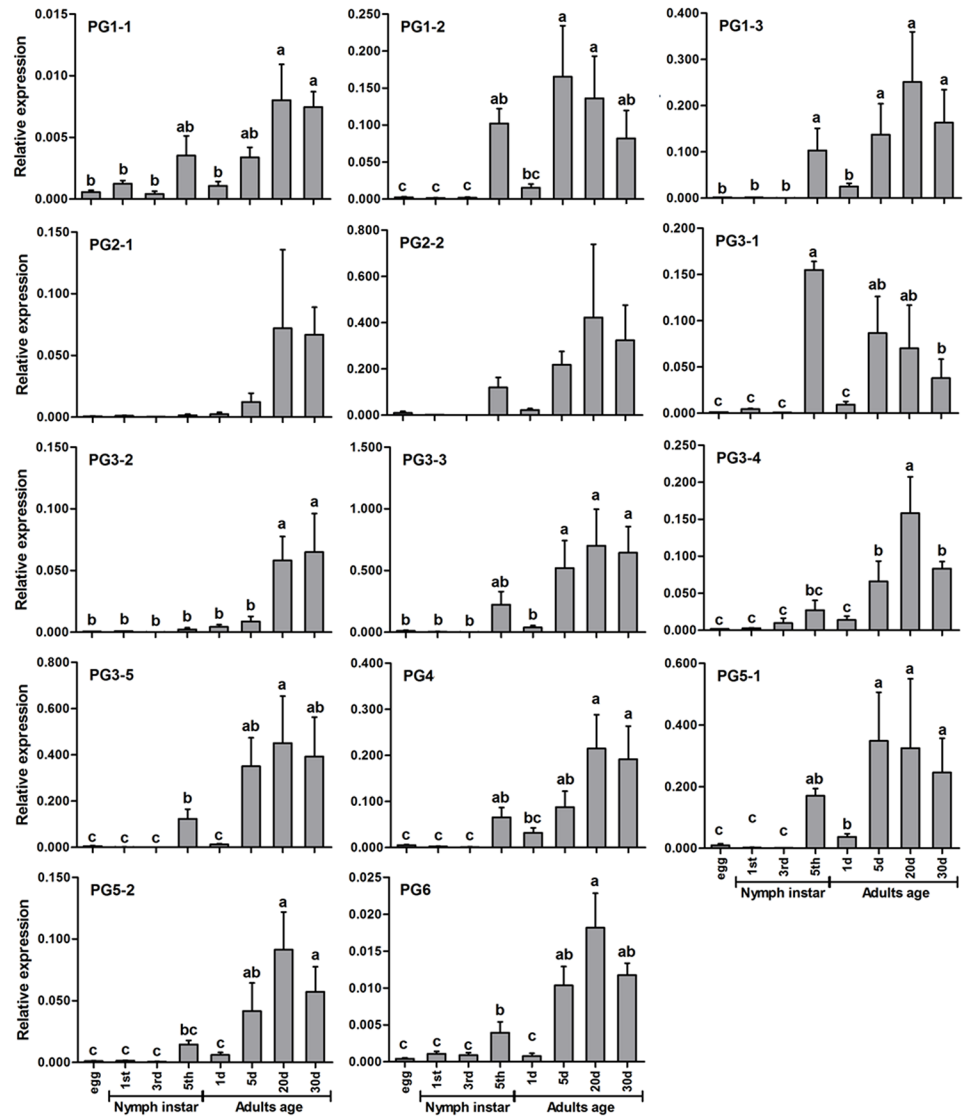 Relative expression
PG1-1
0.015
0.010
0.005
0.000
b b b ab b ab a a
PG1-2
0.250
0.200
0.150
0.100
0.050
0.000
c c c ab bc a a ab
PG1-3
0.400
0.300
0.200
0.100
0.000
b b b a b a a a
Relative expression
PG2-1
0.150
0.100
0.050
0.000
PG2-2
0.800
0.600
0.400
0.200
0.000
PG3-1
0.200
0.150
0.100
0.050
0.000
c c c a c ab ab b
Relative expression
PG3-2
0.150
0.100
0.050
0.000
b b b b b b a a
PG3-3
1.500
1.000
0.500
0.000
b b b ab b a a a
PG3-4
0.250
0.200
0.150
0.100
0.050
0.000
c c c bc c b a b
Relative expression
PG3-5
0.800
0.600
0.400
0.200
0.000
c c c b c ab a ab
PG4
0.400
0.300
0.200
0.100
0.000
c c c ab bc ab a a
PG5-1
0.600
0.400
0.200
0.000
c c c ab b a a a
egg 1st 3rd 5th 1d 5d 20d 30d
Nymph instar Adults age
Relative expression
PG5-2
0.150
0.100
0.050
0.000
c c c bc c ab a a
egg 1st 3rd 5th 1d 5d 20d 30d
Nymph instar Adults age
PG6
0.025
0.020
0.015
0.010
0.005
0.000
c c c b c ab a ab
egg 1st 3rd 5th 1d 5d 20d 30d
Nymph instar Adults age